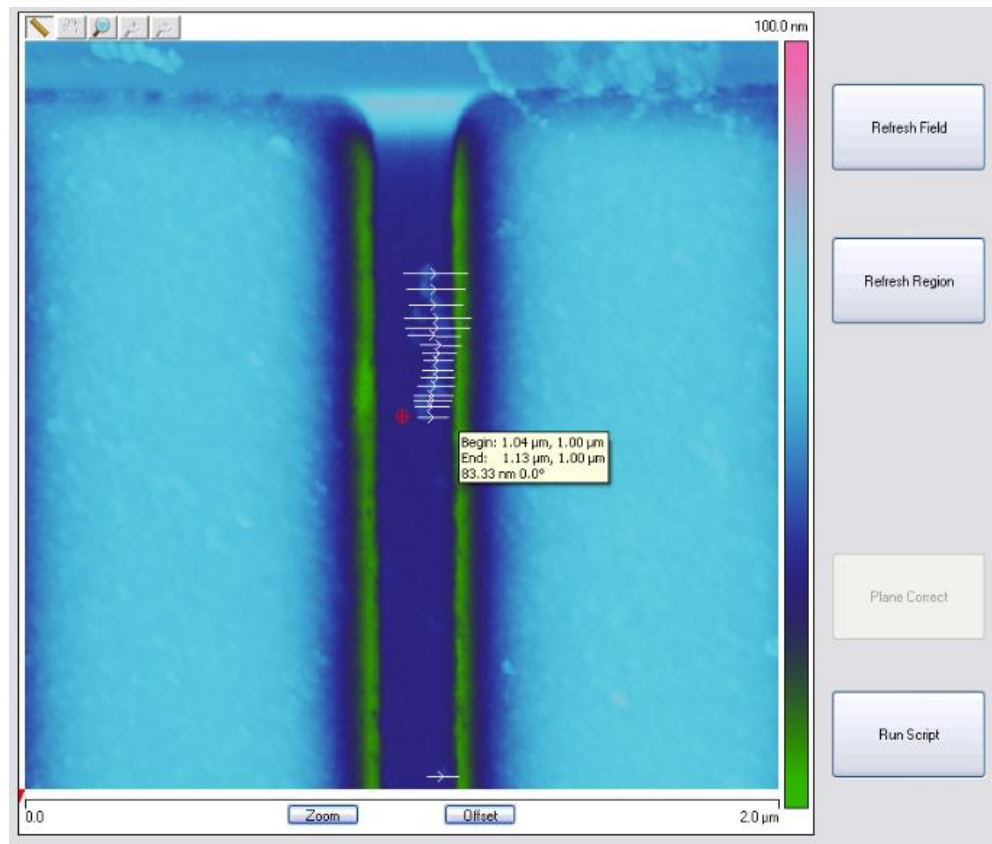 100.0 nm
Refresh Field
Refresh Region
Begin: 1.04 µm, 1.00 µm
End: 1.13 µm, 1.00 µm
83.33 nm 0.0°
Plane Correct
Run Script
0.0
Zoom
Offset
2.0 µm